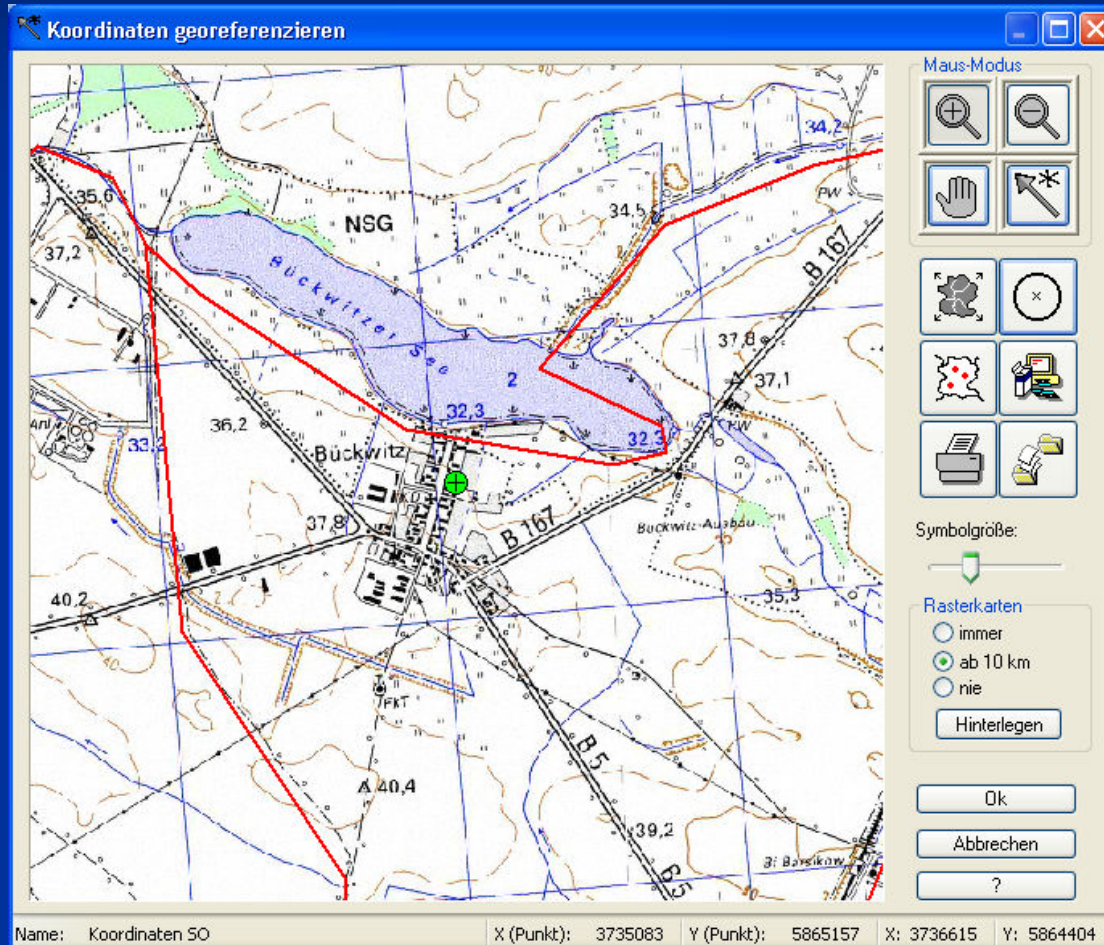 Koordinaten georeferenzieren
Maus-Modus
34,2
35,6
NSG
34,5
PW
37,2
B 167
Bückwitzer See
37,8
2
37,1
32,3
36,2
Anl
33,2
32,3
KW
Bückwitz
37,8
B 167
Bückwitz-Ausbau
Symbolgröße:
35,3
40,2
Rasterkarten
immer
ab 10 km
nie
FKT
Hinterlegen
B 5
40,4
Ok
39,2
Abbrechen
Bf Barsikow
B 5
?
Name: Koordinaten SO X (Punkt): 3735083 Y (Punkt): 5865157 X: 3736615 Y: 5864404